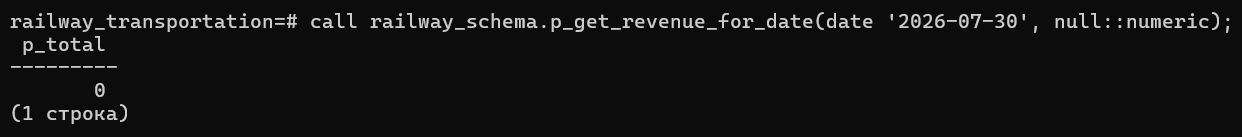 railway_transportation=# call railway_schema.p_get_revenue_for_date(date '2026-07-30', null::numeric);
 p_total
---------
       0
(1 строка)